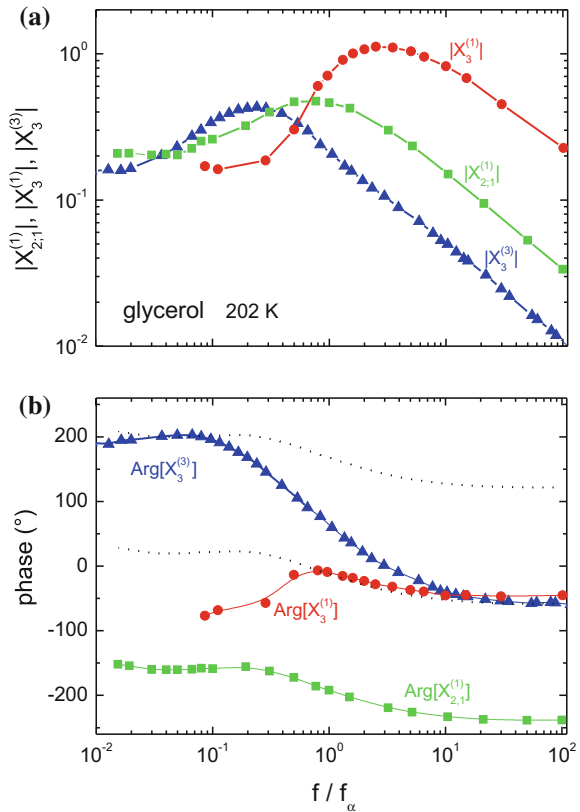 (a)
10^0
10^-1
10^-2
|X_{2;1}^{(1)}|, |X_3^{(1)}|, |X_3^{(3)}|
|X_3^{(1)}|
|X_{2;1}^{(1)}|
|X_3^{(3)}|
glycerol 202 K
(b)
200
100
0
-100
-200
phase (°)
Arg[X_3^{(3)}]
Arg[X_3^{(1)}]
Arg[X_{2,1}^{(1)}]
10^-2 10^-1 10^0 10^1 10^2
f / f_α